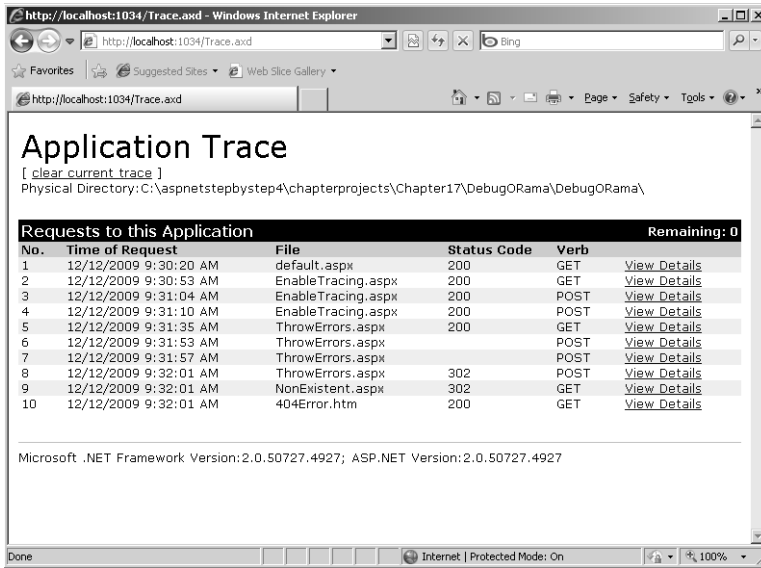 http://localhost:1034/Trace.axd - Windows Internet Explorer
http://localhost:1034/Trace.axd
Bing
Favorites Suggested Sites Web Slice Gallery
http://localhost:1034/Trace.axd Page Safety Tools
Application Trace
[ clear current trace ]
Physical Directory:C:\aspnetstepbystep4\chapterprojects\Chapter17\DebugORama\DebugORama\
Requests to this Application Remaining: 0
No. Time of Request File Status Code Verb
1 12/12/2009 9:30:20 AM default.aspx 200 GET View Details
2 12/12/2009 9:30:53 AM EnableTracing.aspx 200 GET View Details
3 12/12/2009 9:31:04 AM EnableTracing.aspx 200 POST View Details
4 12/12/2009 9:31:10 AM EnableTracing.aspx 200 POST View Details
5 12/12/2009 9:31:35 AM ThrowErrors.aspx 200 GET View Details
6 12/12/2009 9:31:53 AM ThrowErrors.aspx POST View Details
7 12/12/2009 9:31:57 AM ThrowErrors.aspx POST View Details
8 12/12/2009 9:32:01 AM ThrowErrors.aspx 302 POST View Details
9 12/12/2009 9:32:01 AM NonExistent.aspx 302 GET View Details
10 12/12/2009 9:32:01 AM 404Error.htm 200 GET View Details
Microsoft .NET Framework Version:2.0.50727.4927; ASP.NET Version:2.0.50727.4927
Done Internet | Protected Mode: On 100%